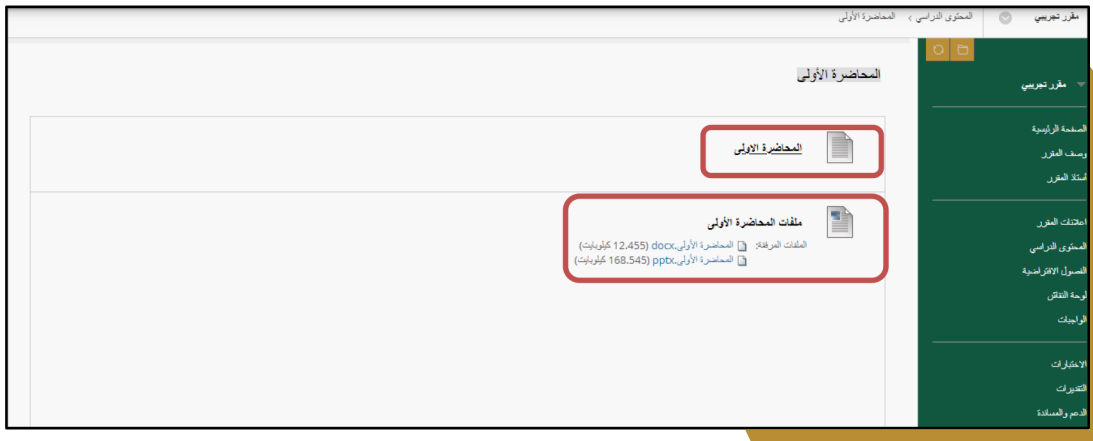 مقرر تجريبي
المحتوى الدراسي › المحاضرة الأولى
مقرر تجريبي
الصفحة الرئيسية
وصف المقرر
أستاذ المقرر
اعلانات المقرر
المحتوى الدراسي
الفصول الافتراضية
لوحة النقاش
الواجبات
الاختبارات
التقديرات
الدعم والمساندة
المحاضرة الأولى
المحاضرة الاولى
ملفات المحاضرة الأولى
الملفات المرفقة: المحاضرة الأولى.docx (12.455 كيلوبايت)
المحاضرة الأولى.pptx (168.545 كيلوبايت)